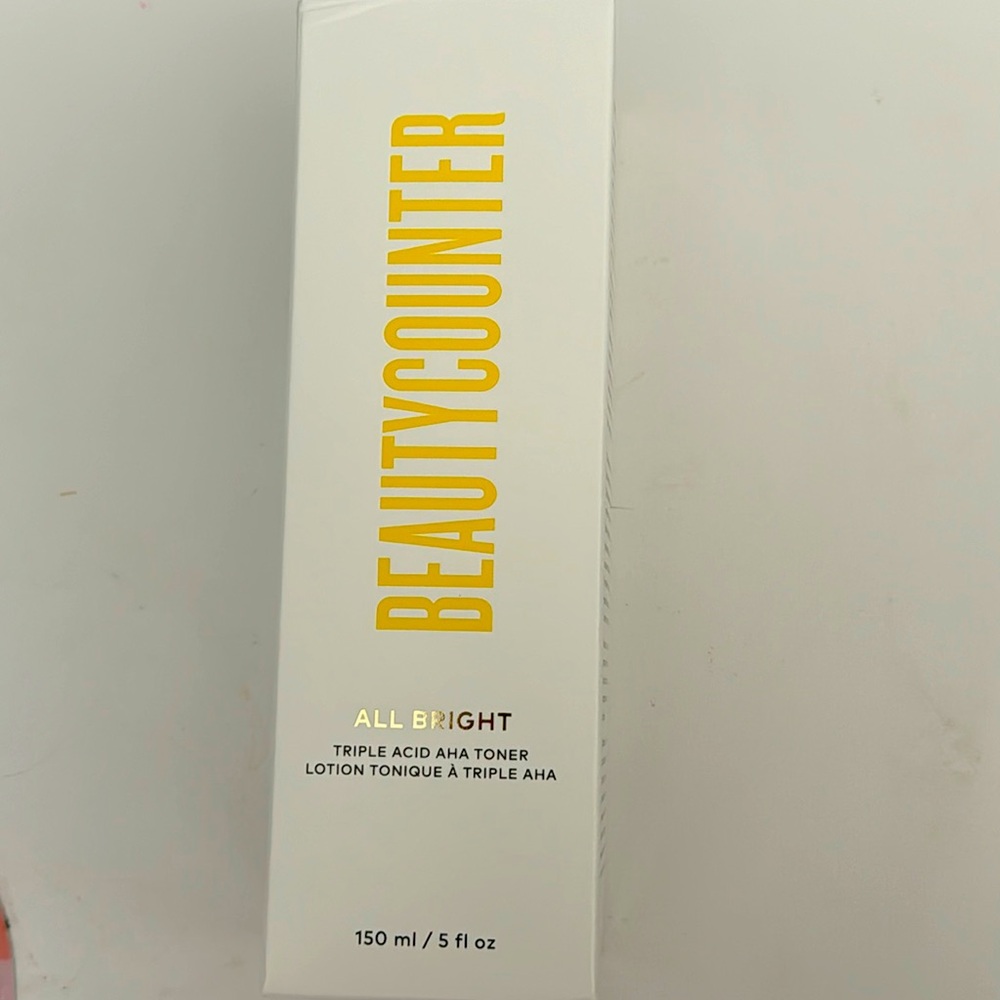 BEAUTYCOUNTER
ALL BRIGHT
TRIPLE ACID AHA TONER
LOTION TONIQUE À TRIPLE AHA
150 ml / 5 fl oz